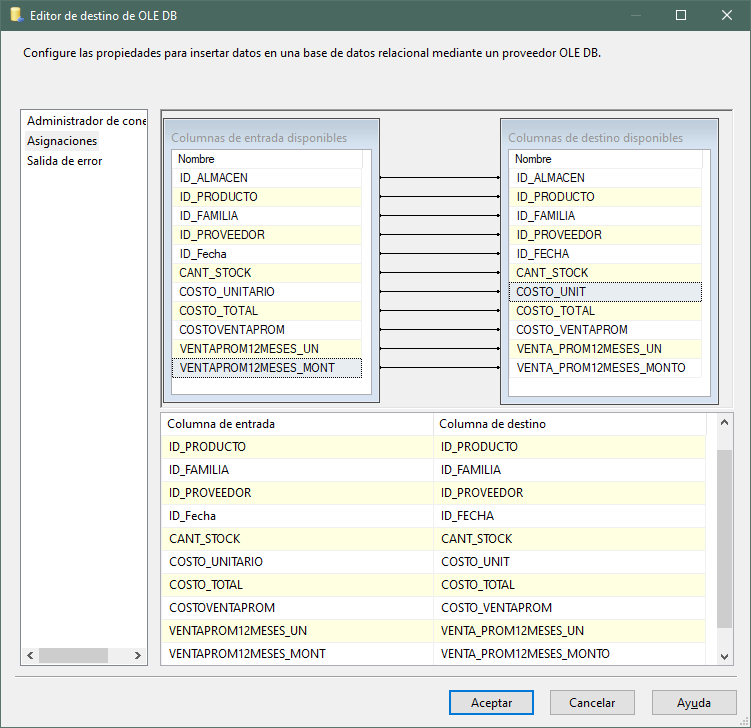 Editor de destino de OLE DB
Configure las propiedades para insertar datos en una base de datos relacional mediante un proveedor OLE DB.
Administrador de cone
Asignaciones
Salida de error
Columnas de entrada disponibles
Nombre
ID_ALMACEN
ID_PRODUCTO
ID_FAMILIA
ID_PROVEEDOR
ID_Fecha
CANT_STOCK
COSTO_UNITARIO
COSTO_TOTAL
COSTOVENTAPROM
VENTAPROM12MESES_UN
VENTAPROM12MESES_MONT
Columnas de destino disponibles
Nombre
ID_ALMACEN
ID_PRODUCTO
ID_FAMILIA
ID_PROVEEDOR
ID_FECHA
CANT_STOCK
COSTO_UNIT
COSTO_TOTAL
COSTO_VENTAPROM
VENTA_PROM12MESES_UN
VENTA_PROM12MESES_MONTO
Columna de entrada Columna de destino
ID_PRODUCTO ID_PRODUCTO
ID_FAMILIA ID_FAMILIA
ID_PROVEEDOR ID_PROVEEDOR
ID_Fecha ID_FECHA
CANT_STOCK CANT_STOCK
COSTO_UNITARIO COSTO_UNIT
COSTO_TOTAL COSTO_TOTAL
COSTOVENTAPROM COSTO_VENTAPROM
VENTAPROM12MESES_UN VENTA_PROM12MESES_UN
VENTAPROM12MESES_MONT VENTA_PROM12MESES_MONTO
Aceptar Cancelar Ayuda